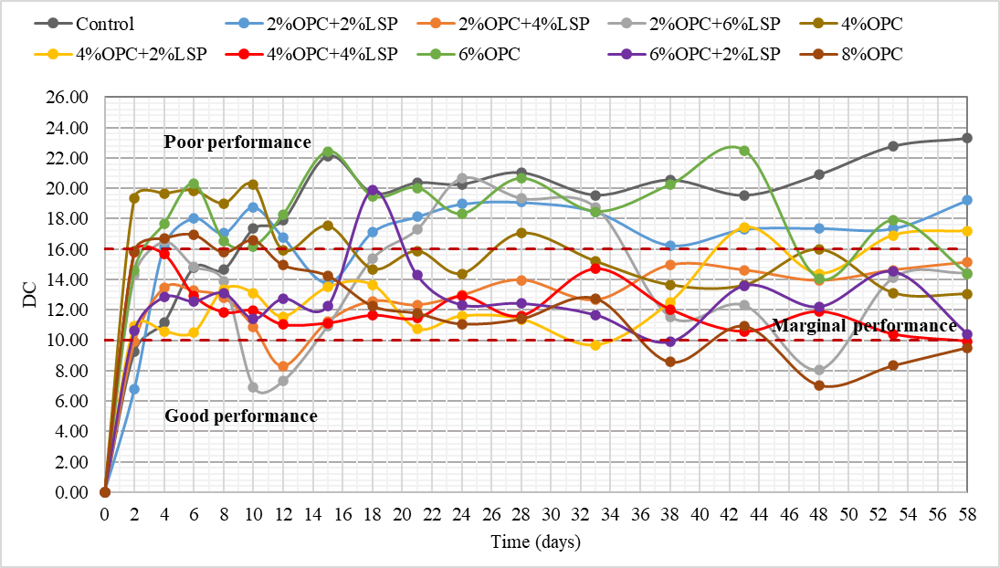 Control 2%OPC+2%LSP 2%OPC+4%LSP 2%OPC+6%LSP 4%OPC
4%OPC+2%LSP 4%OPC+4%LSP 6%OPC 6%OPC+2%LSP 8%OPC
26.00
24.00
22.00
20.00
18.00
16.00
14.00
12.00
10.00
8.00
6.00
4.00
2.00
0.00
DC
Poor performance
Marginal performance
Good performance
0 2 4 6 8 10 12 14 16 18 20 22 24 26 28 30 32 34 36 38 40 42 44 46 48 50 52 54 56 58
Time (days)